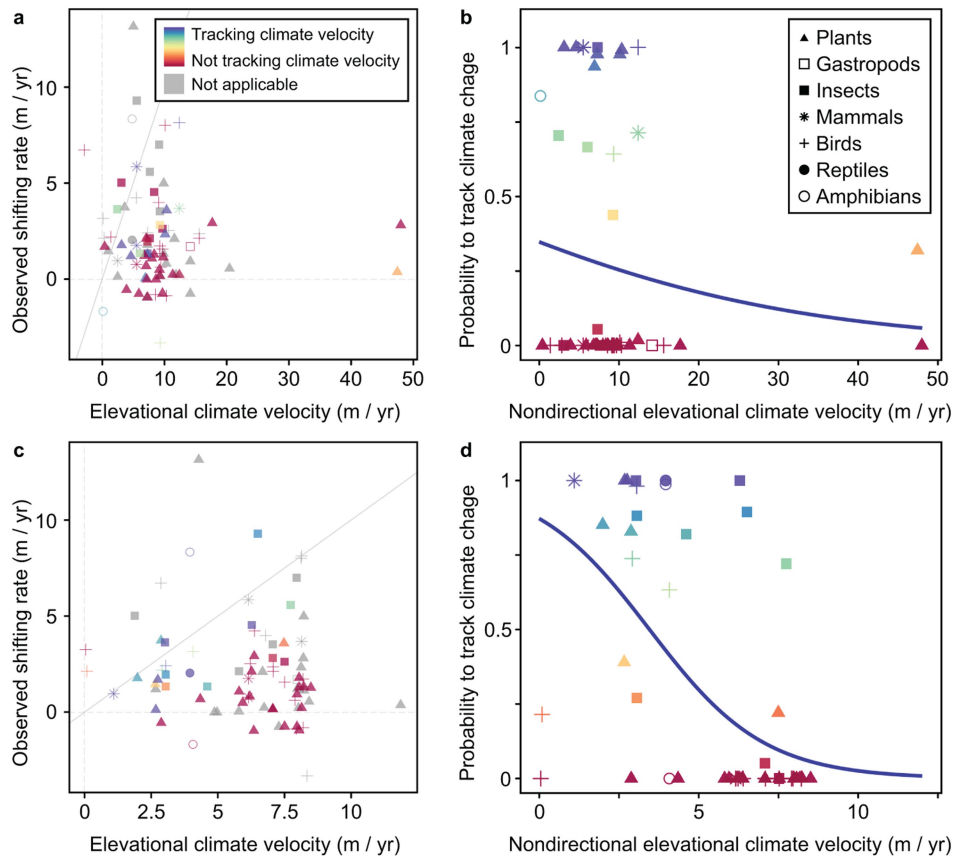 a
Observed shifting rate (m / yr)
10
5
0
0
10
20
30
40
50
Elevational climate velocity (m / yr)
Tracking climate velocity
Not tracking climate velocity
Not applicable
b
Probability to track climate chage
1
0.5
0
0
10
20
30
40
50
Nondirectional elevational climate velocity (m / yr)
Plants
Gastropods
Insects
Mammals
Birds
Reptiles
Amphibians
c
Observed shifting rate (m / yr)
10
5
0
0
2.5
5
7.5
10
Elevational climate velocity (m / yr)
d
Probability to track climate chage
1
0.5
0
0
5
10
Nondirectional elevational climate velocity (m / yr)